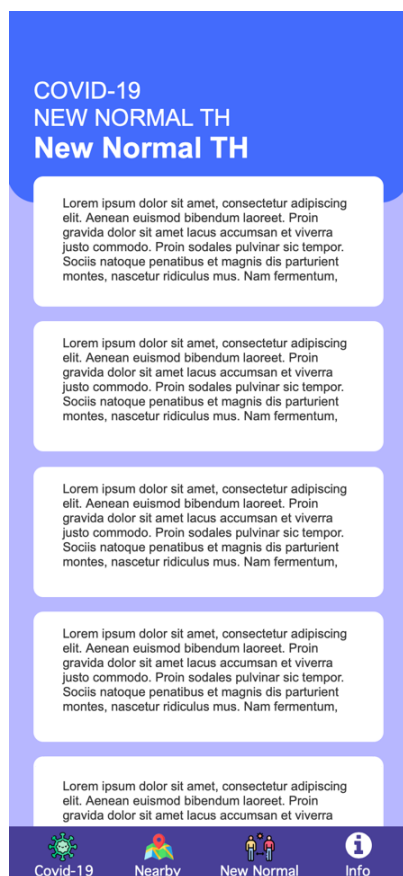 COVID-19
NEW NORMAL TH
New Normal TH
Lorem ipsum dolor sit amet, consectetur adipiscing
elit. Aenean euismod bibendum laoreet. Proin
gravida dolor sit amet lacus accumsan et viverra
justo commodo. Proin sodales pulvinar sic tempor.
Sociis natoque penatibus et magnis dis parturient
montes, nascetur ridiculus mus. Nam fermentum,
Lorem ipsum dolor sit amet, consectetur adipiscing
elit. Aenean euismod bibendum laoreet. Proin
gravida dolor sit amet lacus accumsan et viverra
justo commodo. Proin sodales pulvinar sic tempor.
Sociis natoque penatibus et magnis dis parturient
montes, nascetur ridiculus mus. Nam fermentum,
Lorem ipsum dolor sit amet, consectetur adipiscing
elit. Aenean euismod bibendum laoreet. Proin
gravida dolor sit amet lacus accumsan et viverra
justo commodo. Proin sodales pulvinar sic tempor.
Sociis natoque penatibus et magnis dis parturient
montes, nascetur ridiculus mus. Nam fermentum,
Lorem ipsum dolor sit amet, consectetur adipiscing
elit. Aenean euismod bibendum laoreet. Proin
gravida dolor sit amet lacus accumsan et viverra
justo commodo. Proin sodales pulvinar sic tempor.
Sociis natoque penatibus et magnis dis parturient
montes, nascetur ridiculus mus. Nam fermentum,
Lorem ipsum dolor sit amet, consectetur adipiscing
elit. Aenean euismod bibendum laoreet. Proin
gravida dolor sit amet lacus accumsan et viverra
Covid-19 Nearby New Normal Info